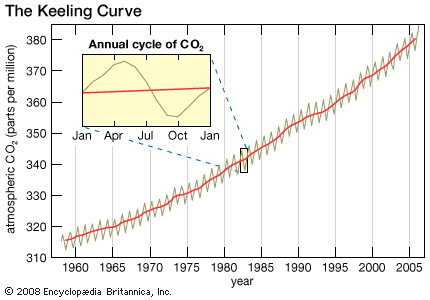 The Keeling Curve
atmospheric CO₂ (parts per million)
380
370
360
350
340
330
320
310
Annual cycle of CO₂
Jan Apr Jul Oct Jan
1960 1965 1970 1975 1980 1985 1990 1995 2000 2005
year
© 2008 Encyclopædia Britannica, Inc.